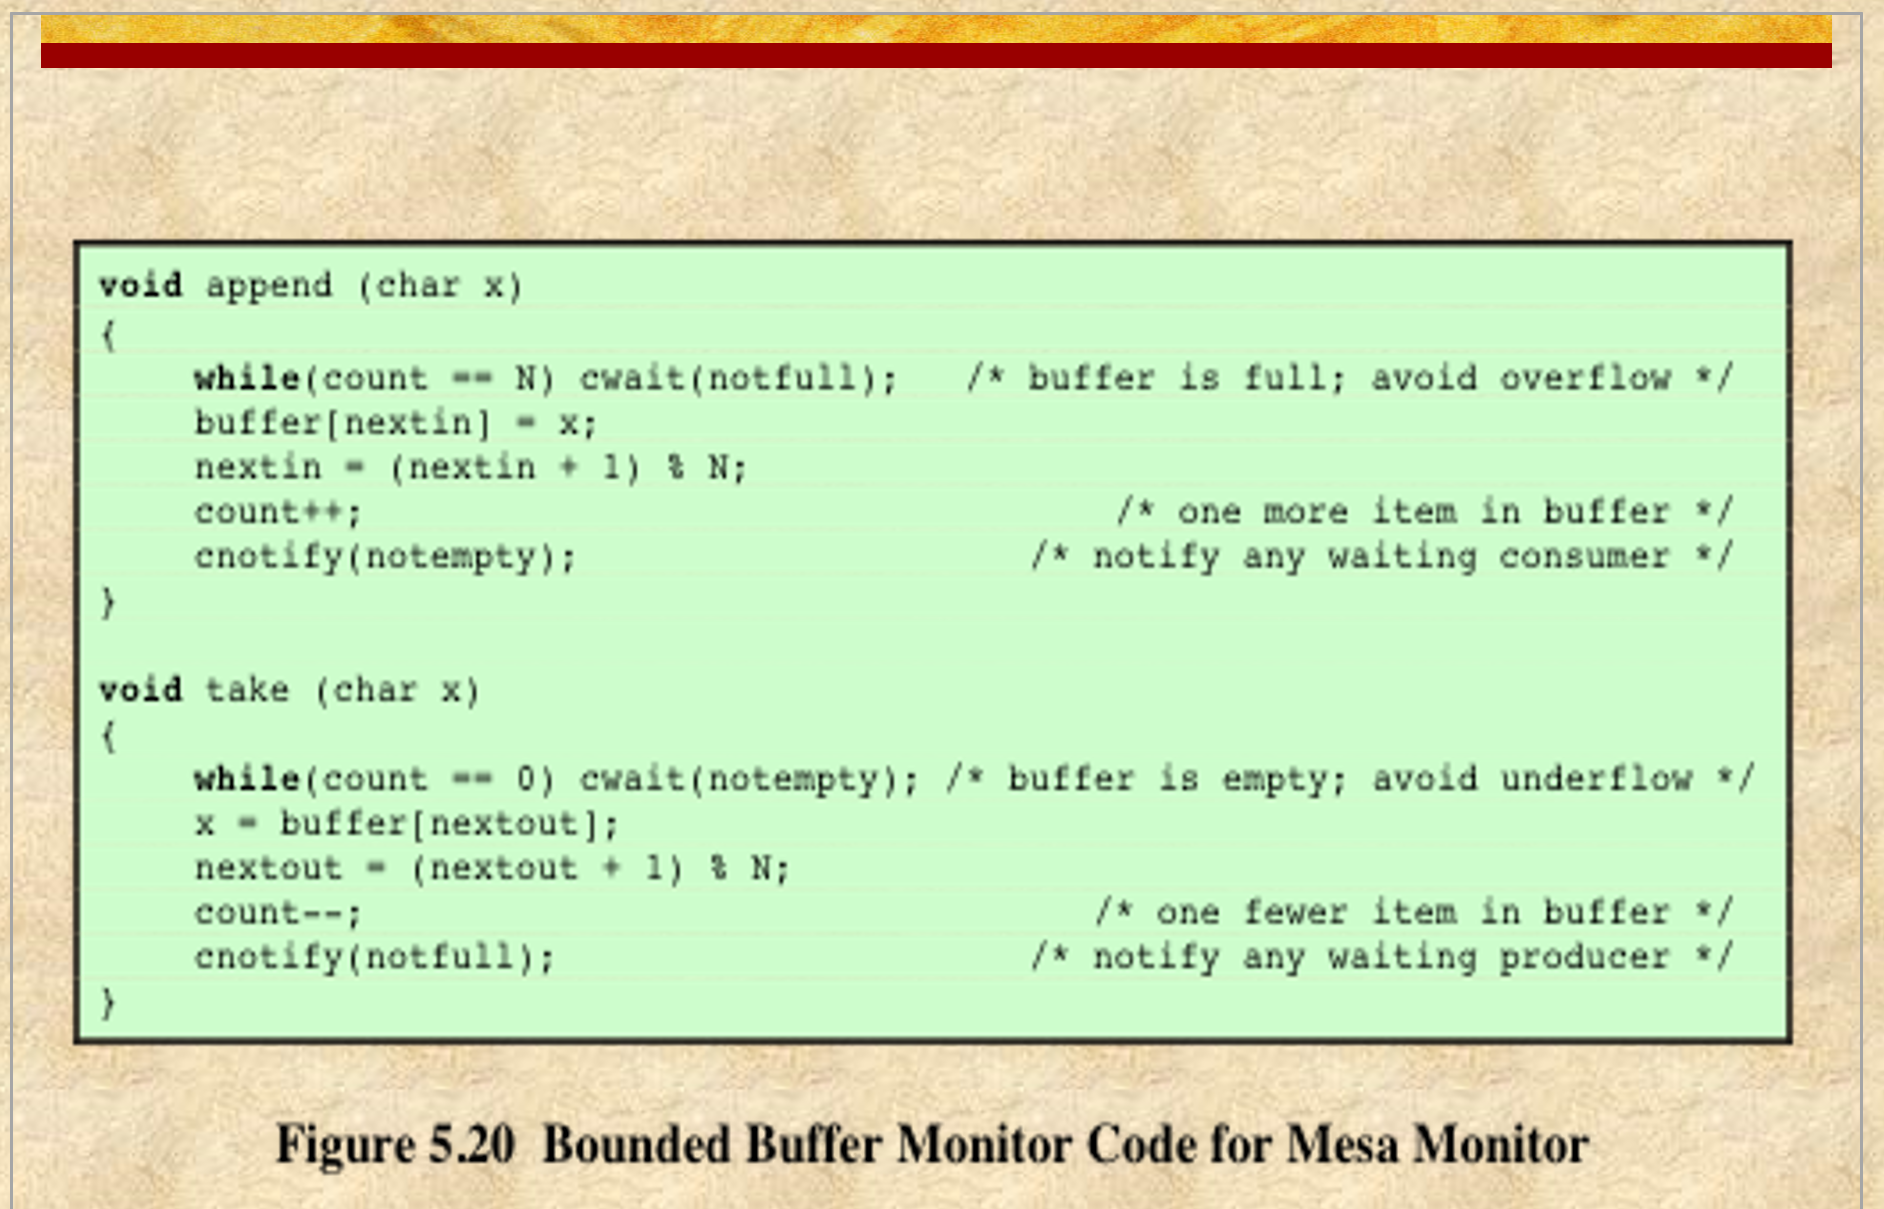 void append (char x)
{
while(count == N) cwait(notfull); /* buffer is full; avoid overflow */
buffer[nextin] = x;
nextin = (nextin + 1) % N;
count++; /* one more item in buffer */
cnotify(notempty); /* notify any waiting consumer */
}
void take (char x)
{
while(count == 0) cwait(notempty); /* buffer is empty; avoid underflow */
x = buffer[nextout];
nextout = (nextout + 1) % N;
count--; /* one fewer item in buffer */
cnotify(notfull); /* notify any waiting producer */
}
Figure 5.20 Bounded Buffer Monitor Code for Mesa Monitor